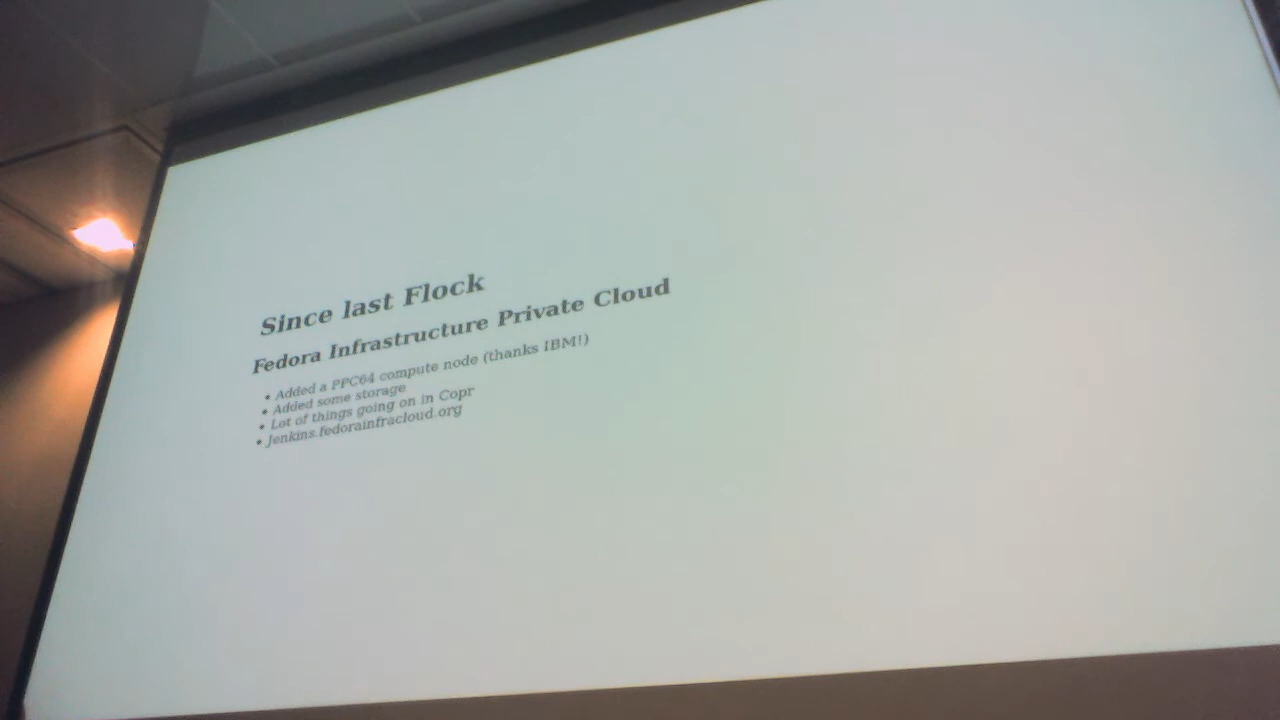 Since last Flock
Fedora Infrastructure Private Cloud
• Added a PPC64 compute node (thanks IBM!)
• Added some storage
• Lot of things going on in Copr
• Jenkins.fedorainfracloud.org